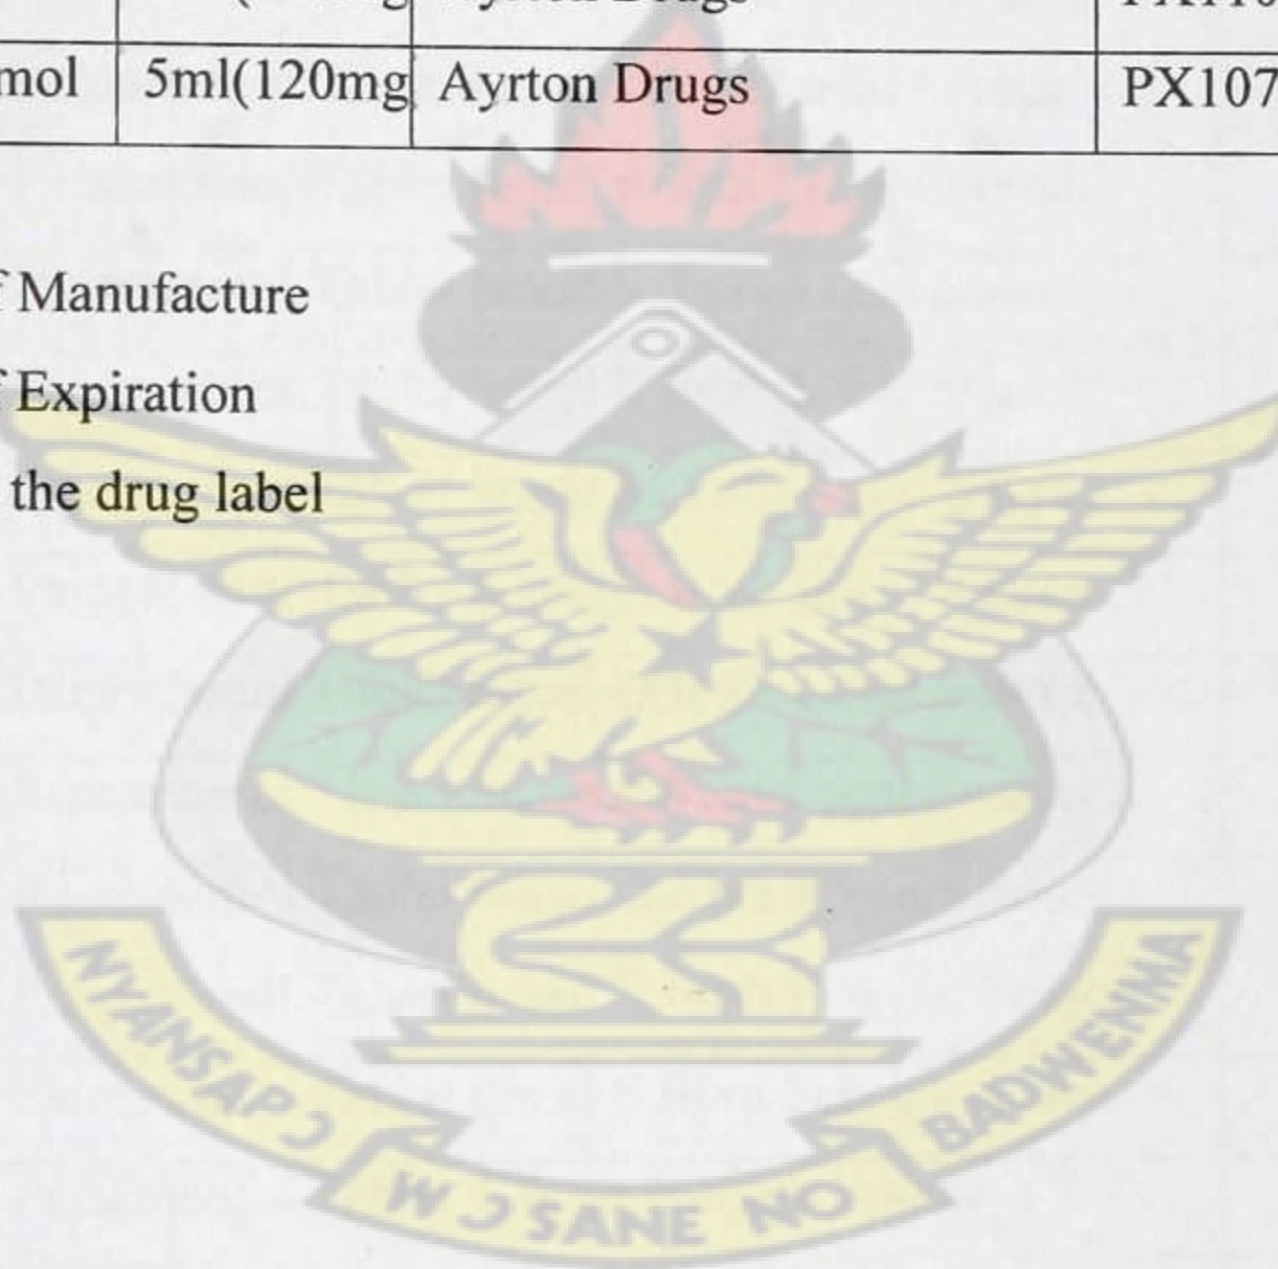 mol 5ml(120mg Ayrton Drugs PX107
f Manufacture
f Expiration
the drug label
NYANSAPƆ
WƆSANE NO
BADWENMA